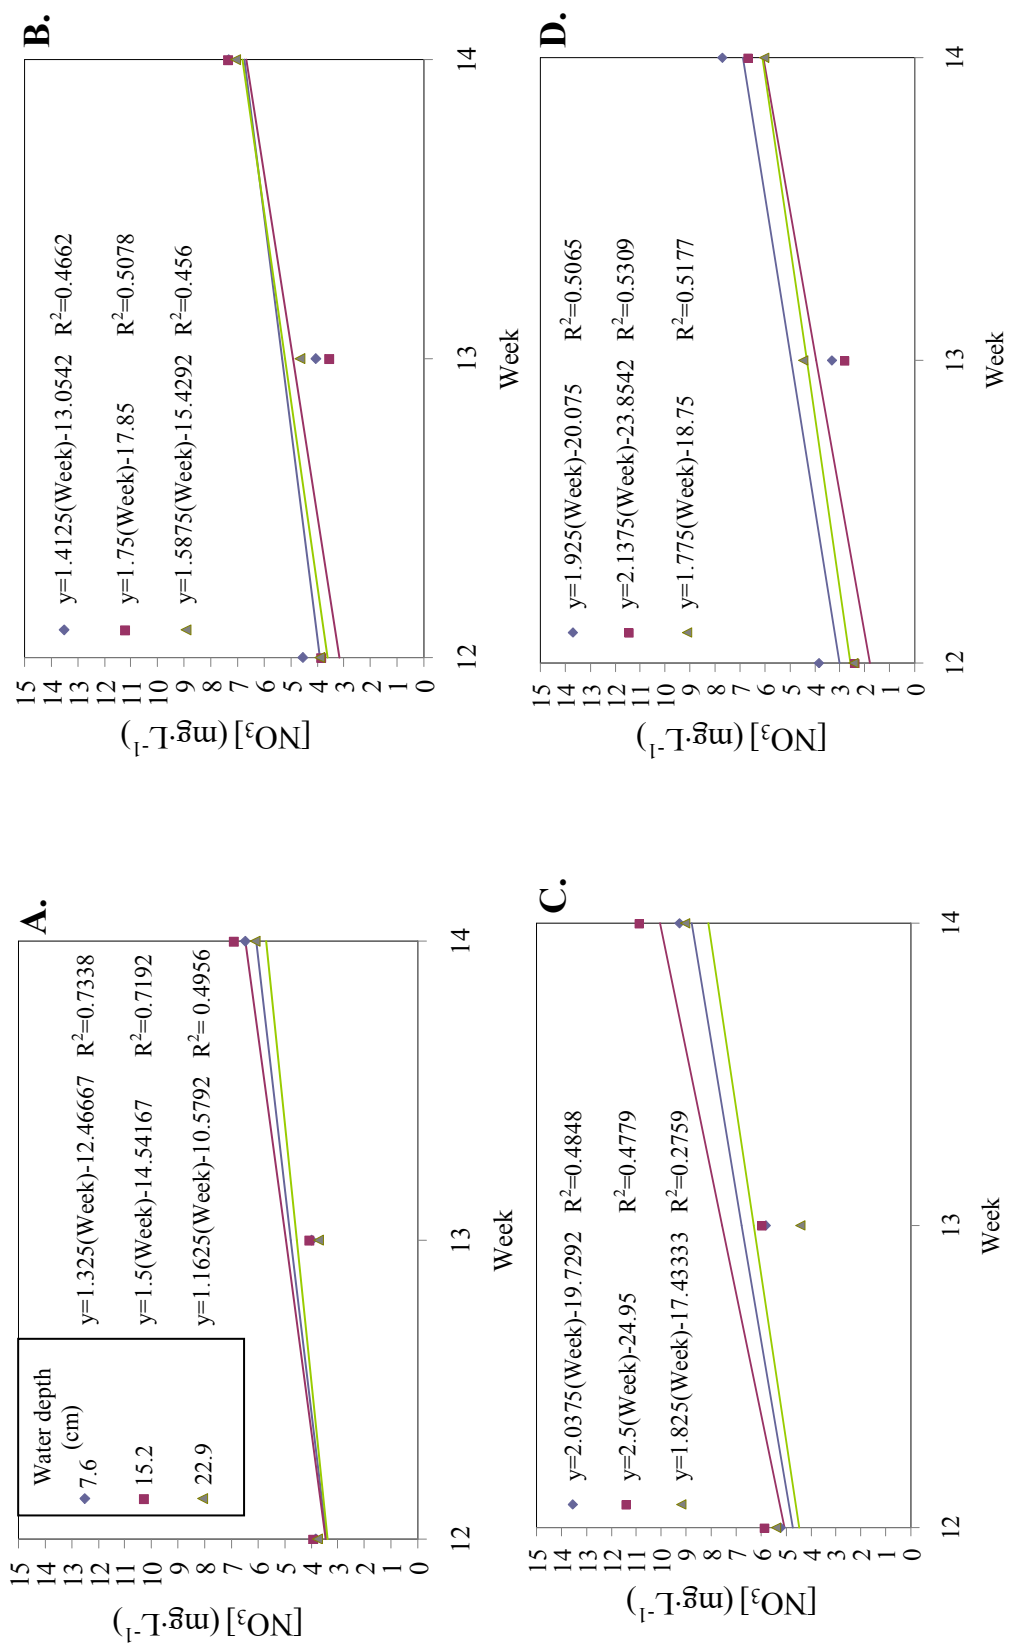 A.
15
14
13
12
11
10
9
8
7
6
5
4
3
2
1
0
[NO3] (mg·L-1)
Water depth
(cm)
7.6
15.2
22.9
y=1.325(Week)-12.46667 R2=0.7338
y=1.5(Week)-14.54167 R2=0.7192
y=1.1625(Week)-10.5792 R2= 0.4956
12 13 14
Week
B.
15
14
13
12
11
10
9
8
7
6
5
4
3
2
1
0
[NO3] (mg·L-1)
y=1.4125(Week)-13.0542 R2=0.4662
y=1.75(Week)-17.85 R2=0.5078
y=1.5875(Week)-15.4292 R2=0.456
12 13 14
Week
C.
15
14
13
12
11
10
9
8
7
6
5
4
3
2
1
0
[NO3] (mg·L-1)
y=2.0375(Week)-19.7292 R2=0.4848
y=2.5(Week)-24.95 R2=0.4779
y=1.825(Week)-17.43333 R2=0.2759
12 13 14
Week
D.
15
14
13
12
11
10
9
8
7
6
5
4
3
2
1
0
[NO3] (mg·L-1)
y=1.925(Week)-20.075 R2=0.5065
y=2.1375(Week)-23.8542 R2=0.5309
y=1.775(Week)-18.75 R2=0.5177
12 13 14
Week